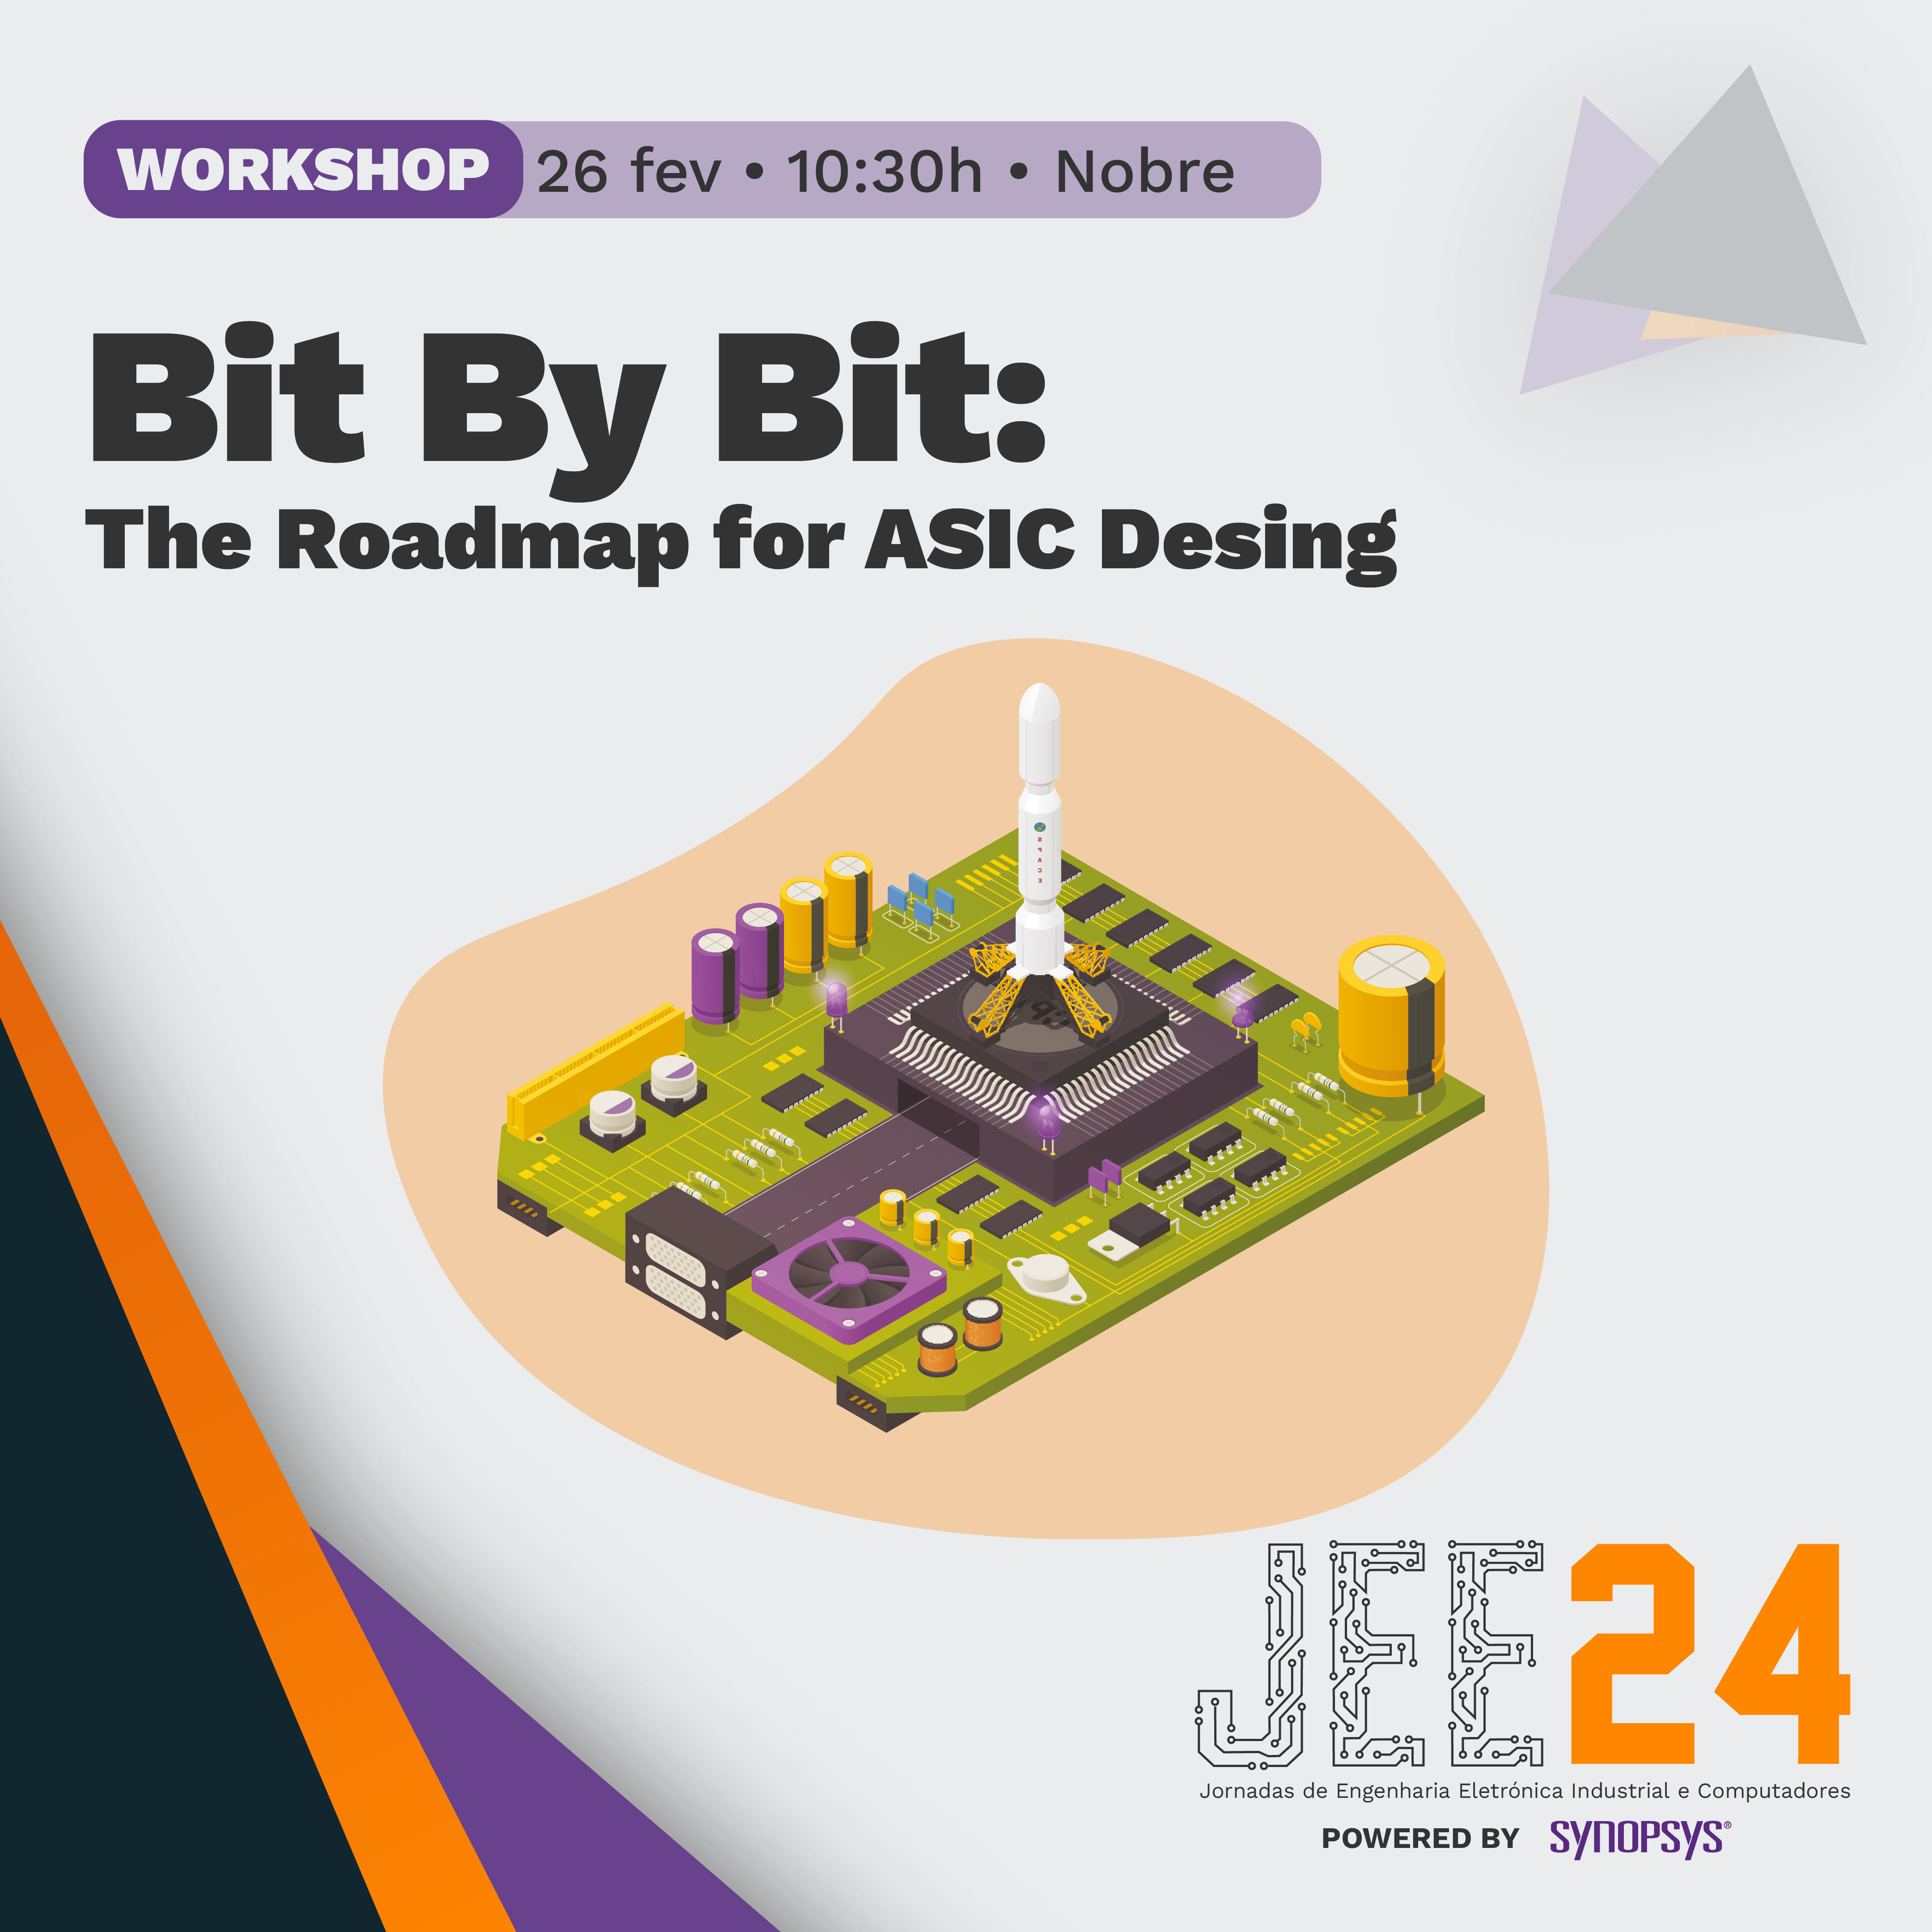 WORKSHOP 26 fev • 10:30h • Nobre
Bit By Bit:
The Roadmap for ASIC Desing
SPACE
JEE24
Jornadas de Engenharia Eletrónica Industrial e Computadores
POWERED BY SYNOPSYS®